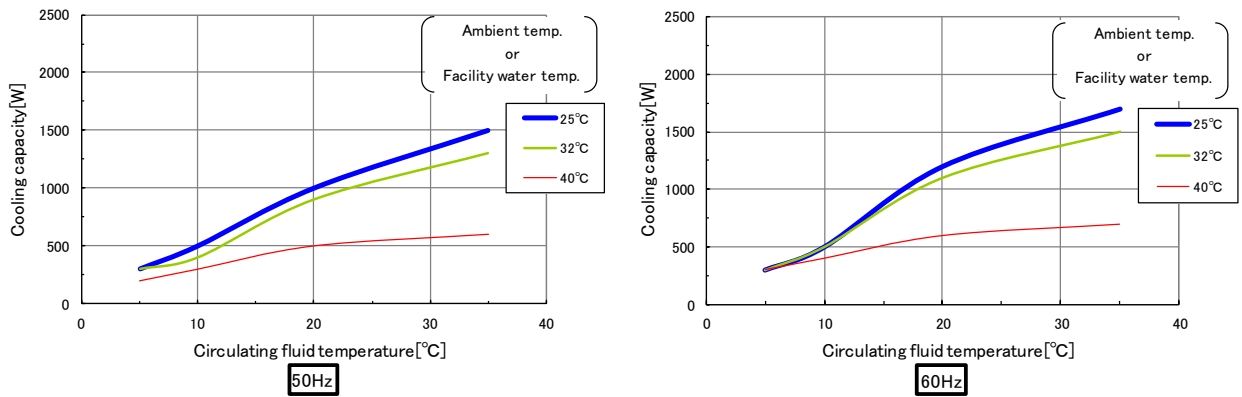 2500
2000
1500
1000
500
0
Cooling capacity[W]
Ambient temp.
or
Facility water temp.
25℃
32℃
40℃
0 10 20 30 40
Circulating fluid temperature[℃]
50Hz
2500
2000
1500
1000
500
0
Cooling capacity[W]
Ambient temp.
or
Facility water temp.
25℃
32℃
40℃
0 10 20 30 40
Circulating fluid temperature[℃]
60Hz